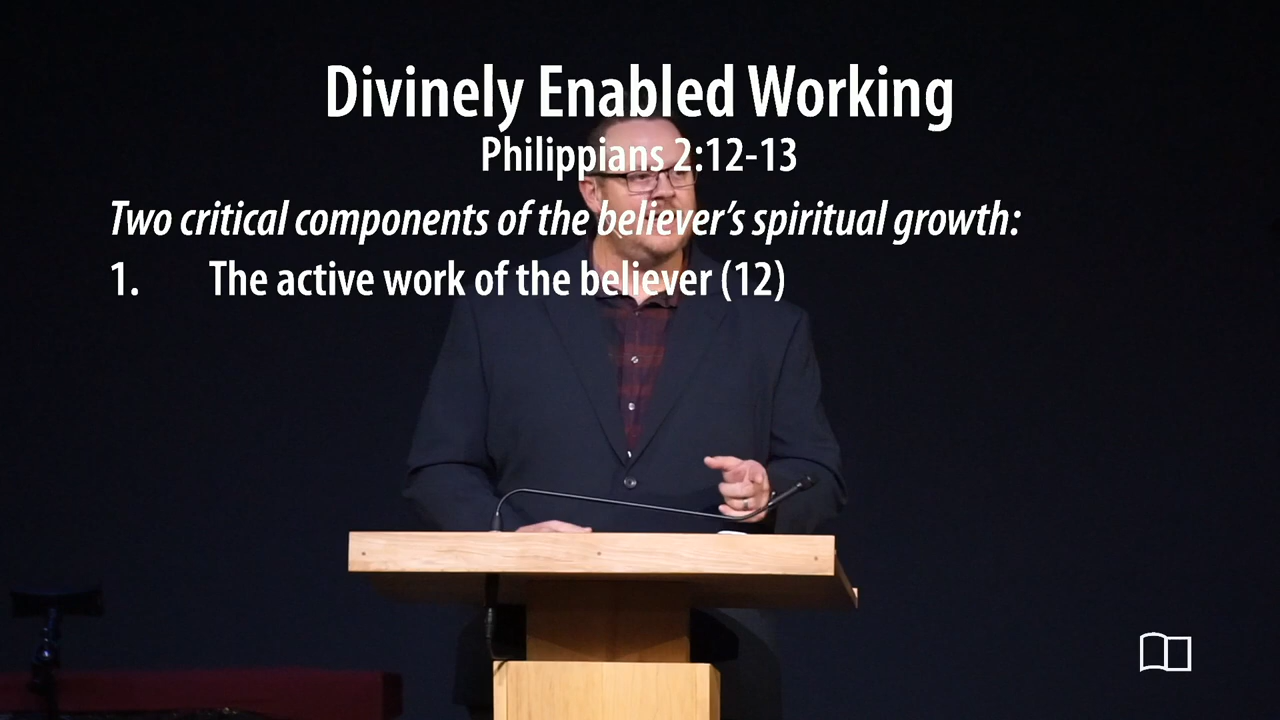 Divinely Enabled Working
Philippians 2:12-13
Two critical components of the believer's spiritual growth:
1. The active work of the believer (12)